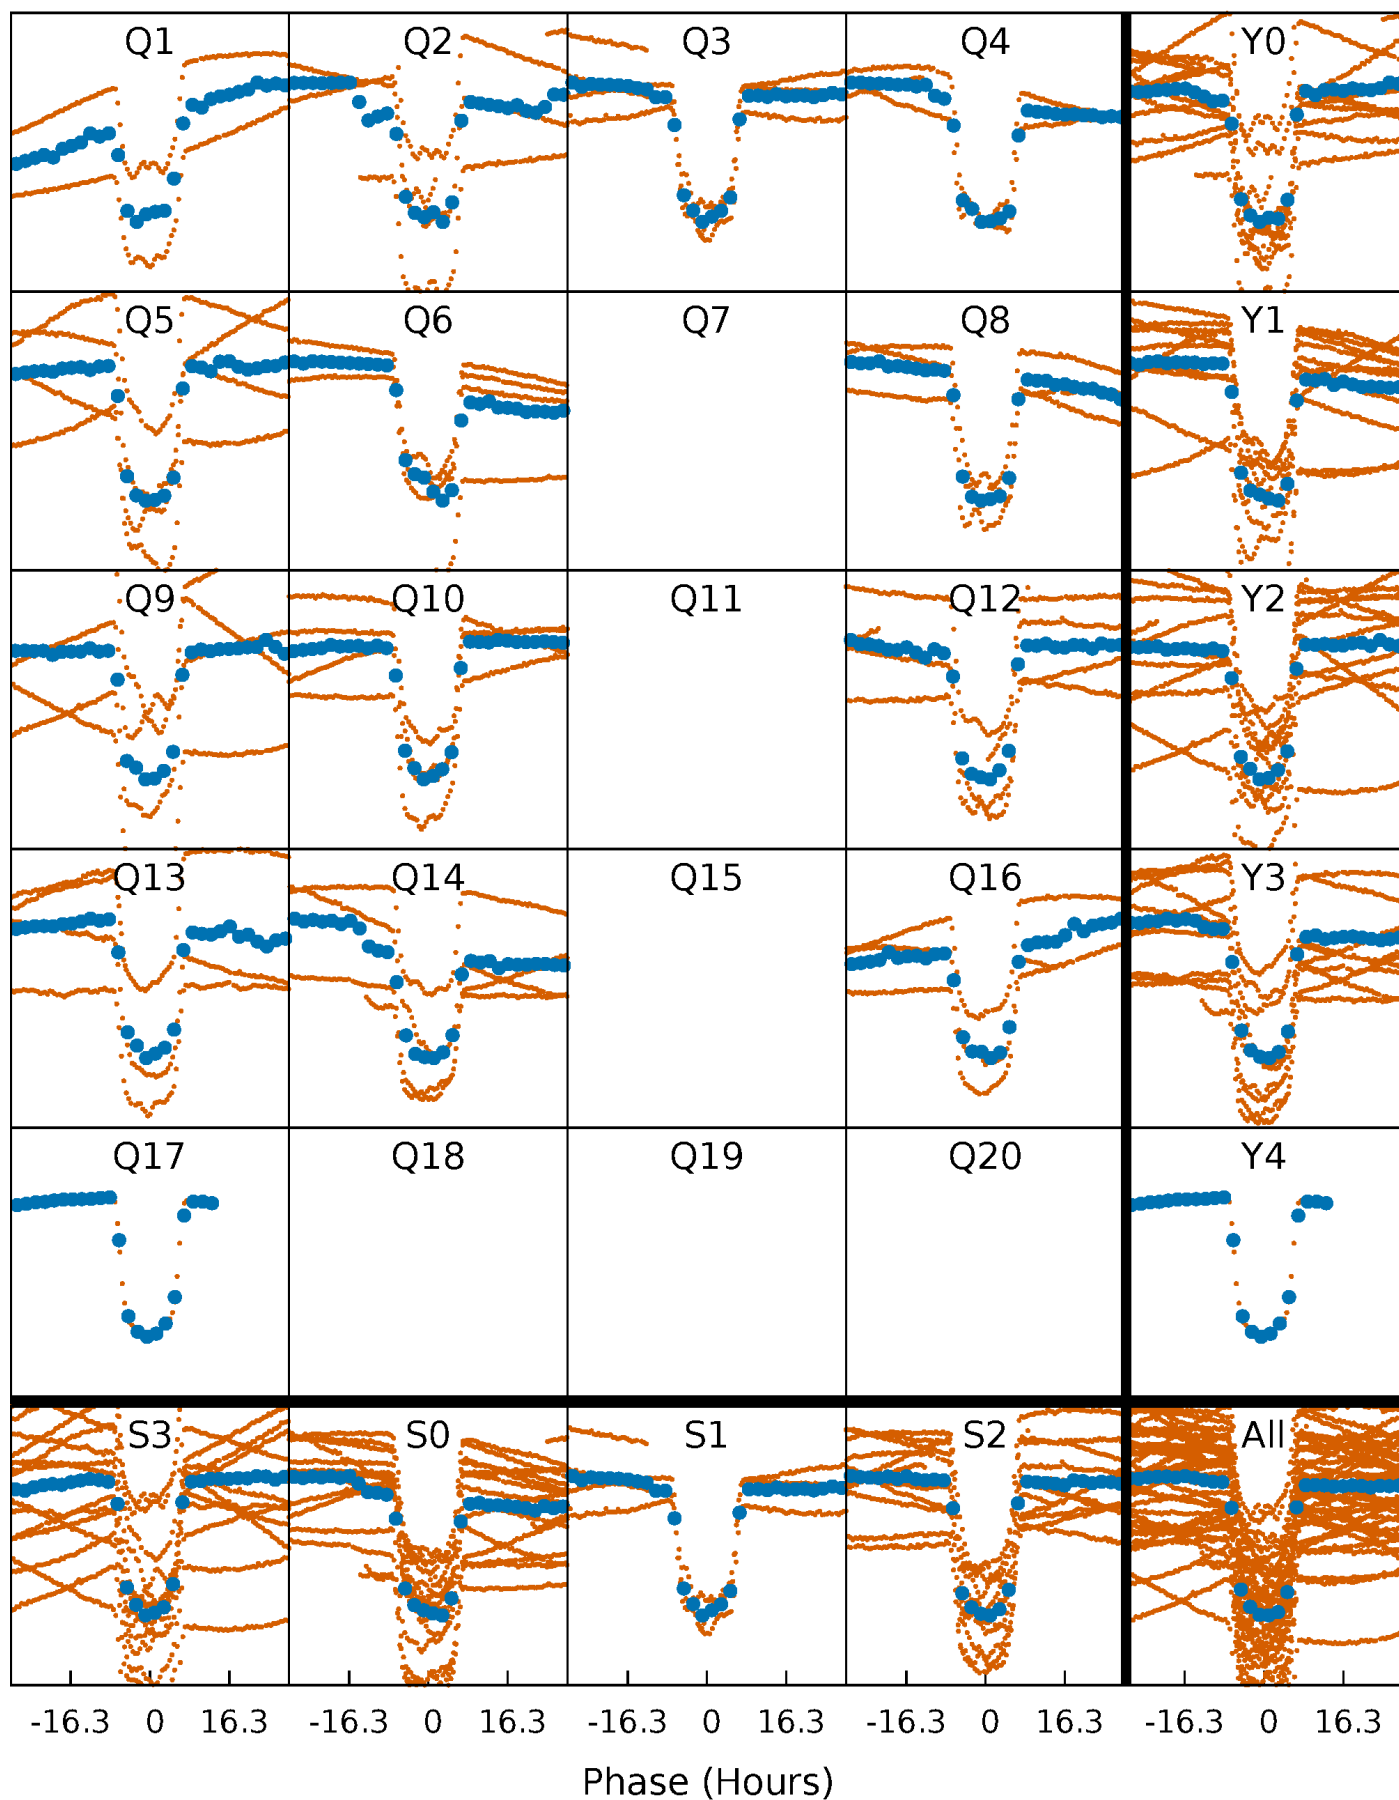 Q1 Q2 Q3 Q4 Y0
Q5 Q6 Q7 Q8 Y1
Q9 Q10 Q11 Q12 Y2
Q13 Q14 Q15 Q16 Y3
Q17 Q18 Q19 Q20 Y4
S3 S0 S1 S2 All
-16.3 0 16.3 -16.3 0 16.3 -16.3 0 16.3 -16.3 0 16.3 -16.3 0 16.3
Phase (Hours)